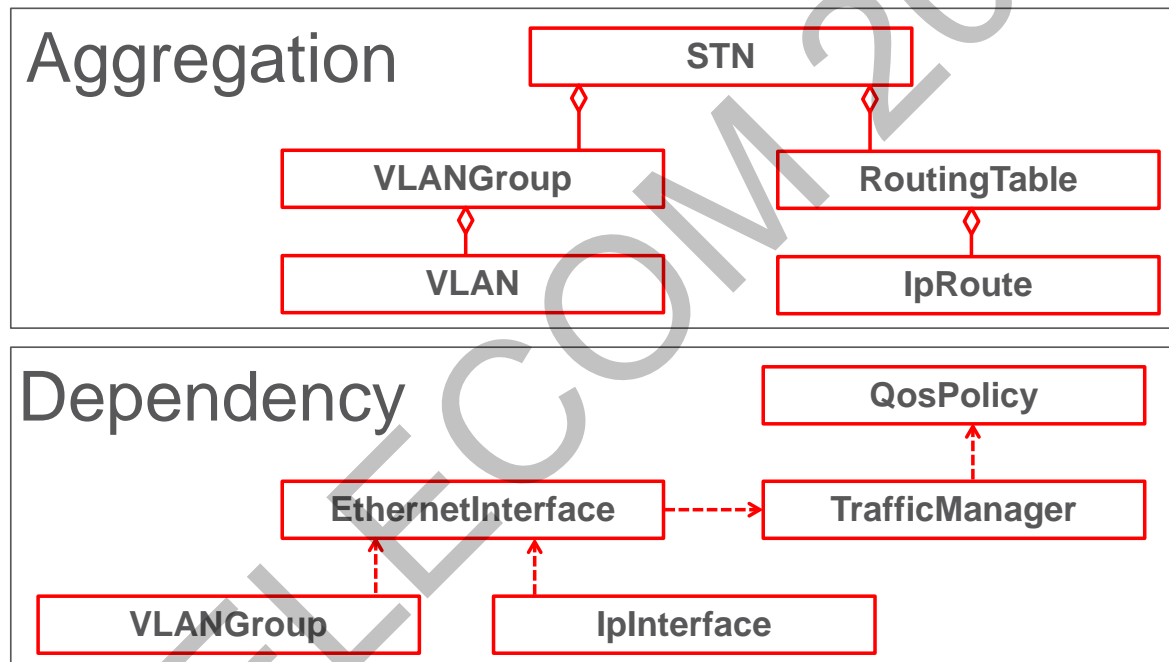 Aggregation
STN
VLANGroup
RoutingTable
VLAN
IpRoute
Dependency
QosPolicy
EthernetInterface
TrafficManager
VLANGroup
IpInterface